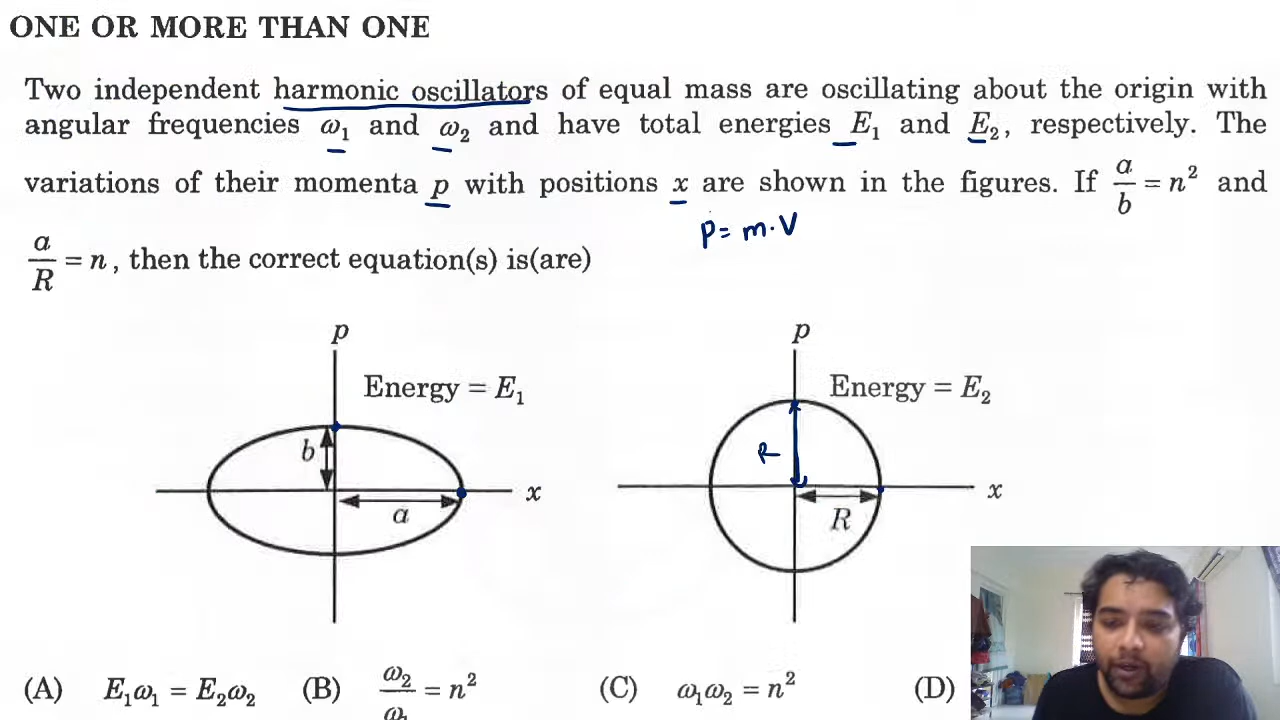 ONE OR MORE THAN ONE
Two independent harmonic oscillators of equal mass are oscillating about the origin with
angular frequencies ω₁ and ω₂ and have total energies E₁ and E₂, respectively. The
variations of their momenta p with positions x are shown in the figures. If a/b = n² and
p = m·v
a/R = n, then the correct equation(s) is(are)
p
p
Energy = E₁
Energy = E₂
b
R
x
x
a
R
(A) E₁ω₁ = E₂ω₂ (B) ω₂/ω₁ = n² (C) ω₁ω₂ = n² (D)